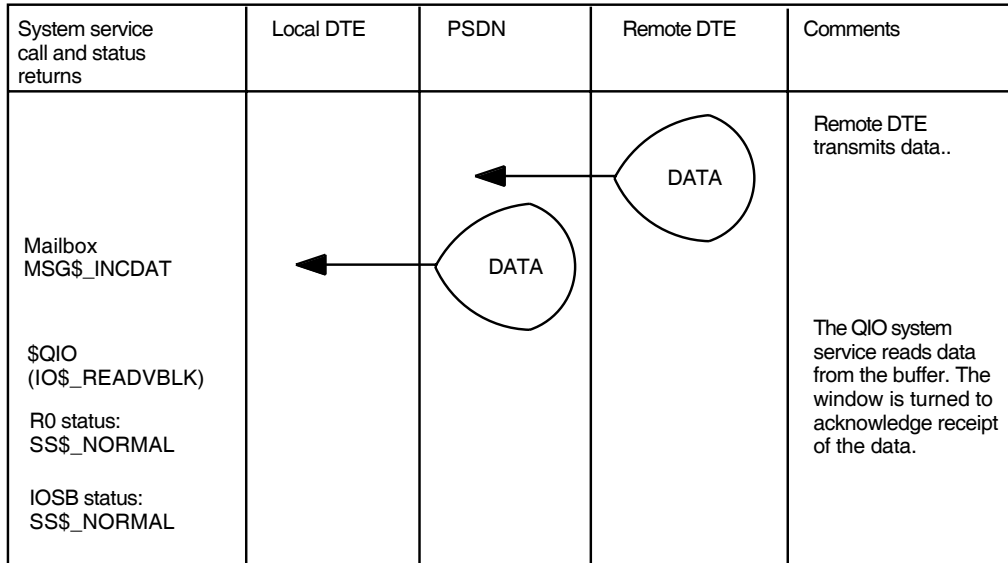 System service
call and status
returns
Local DTE
PSDN
Remote DTE
Comments
Remote DTE
transmits data..
DATA
Mailbox
MSG$_INCDAT
DATA
$QIO
(IO$_READVBLK)
R0 status:
SS$_NORMAL
IOSB status:
SS$_NORMAL
The QIO system
service reads data
from the buffer. The
window is turned to
acknowledge receipt
of the data.